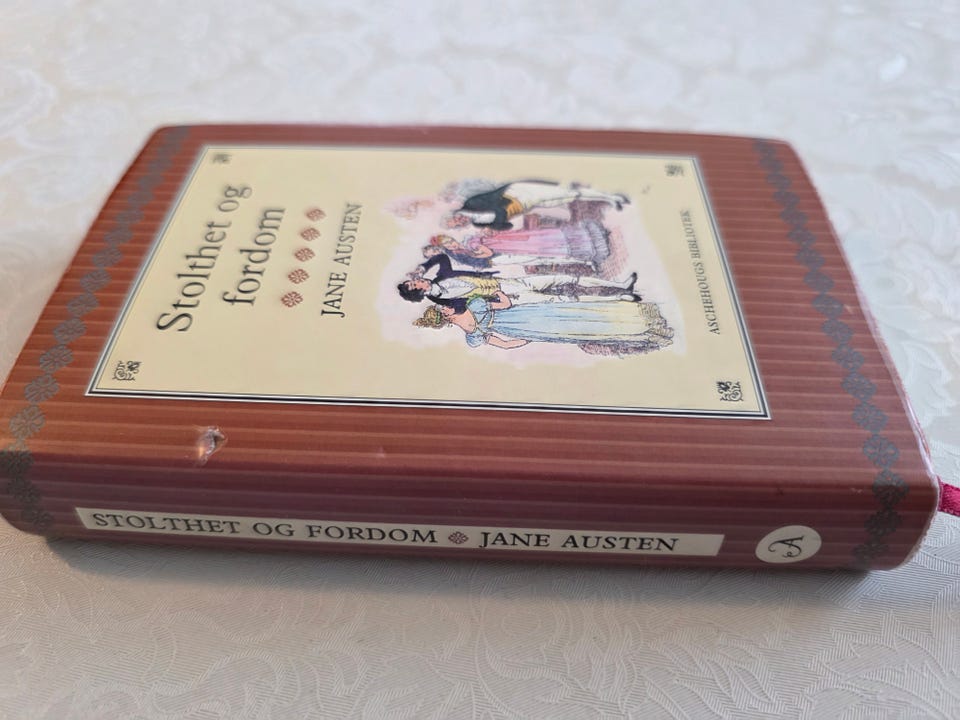 Stolthet og
fordom
JANE AUSTEN
ASCHEHOUGS BIBLIOTEK
STOLTHET OG FORDOM JANE AUSTEN
A